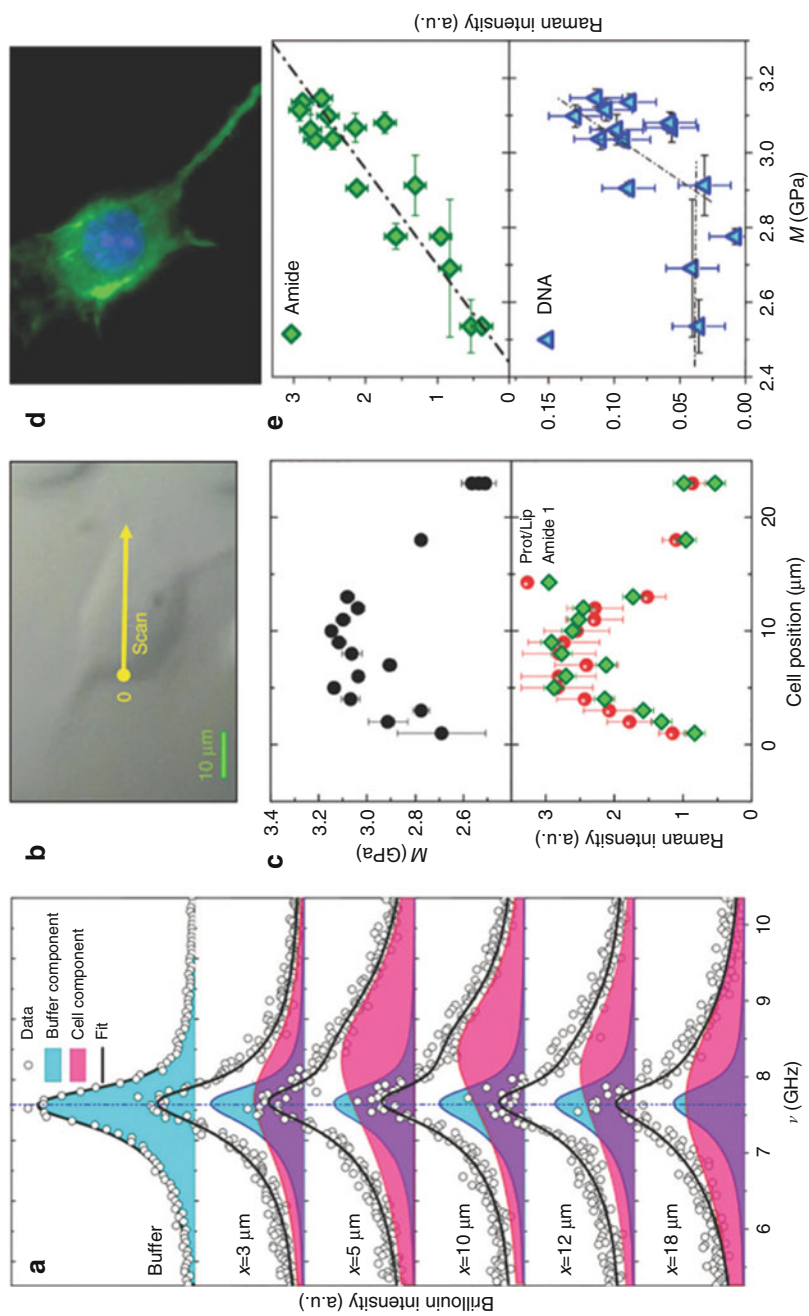 a
Data
Buffer component
Cell component
Fit
Buffer
x=3 μm
x=5 μm
x=10 μm
x=12 μm
x=18 μm
Brillouin intensity (a.u.)
6
7
8
9
10
ν (GHz)
b
0
Scan
10 μm
c
3.4
3.2
3.0
2.8
2.6
M (GPa)
Prot/Lip
Amide 1
3
2
1
0
Raman intensity (a.u.)
0
10
20
Cell position (μm)
d
e
Amide
3
2
1
0
DNA
0.15
0.10
0.05
0.00
Raman intensity (a.u.)
2.4
2.6
2.8
3.0
3.2
M (GPa)